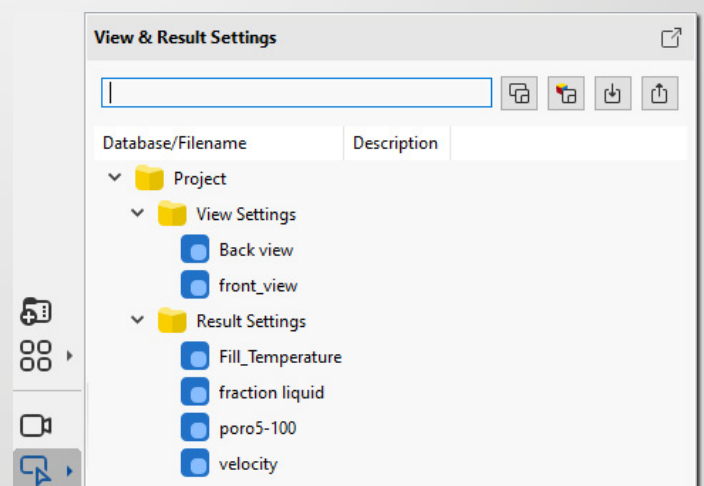 View & Result Settings
Database/Filename Description
Project
View Settings
Back view
front_view
Result Settings
Fill_Temperature
fraction liquid
poro5-100
velocity